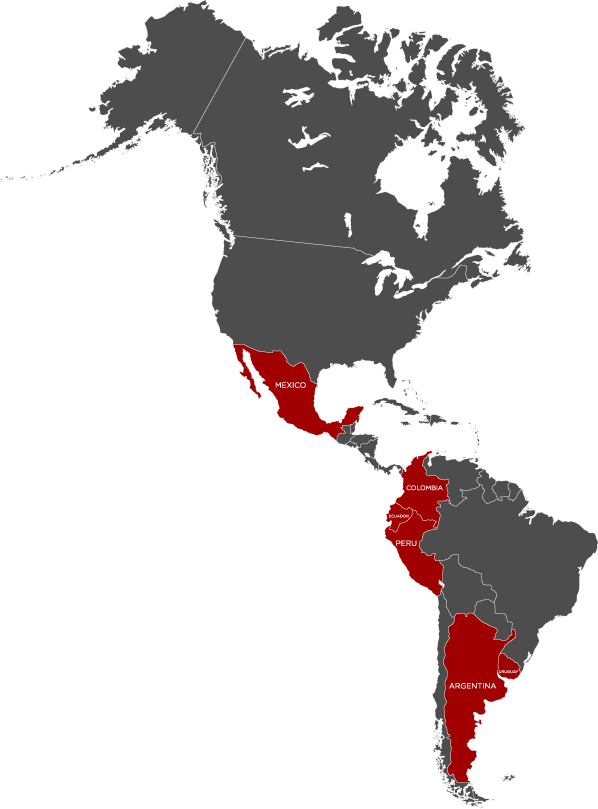 MEXICO
COLOMBIA
ECUADOR
PERU
URUGUAY
ARGENTINA